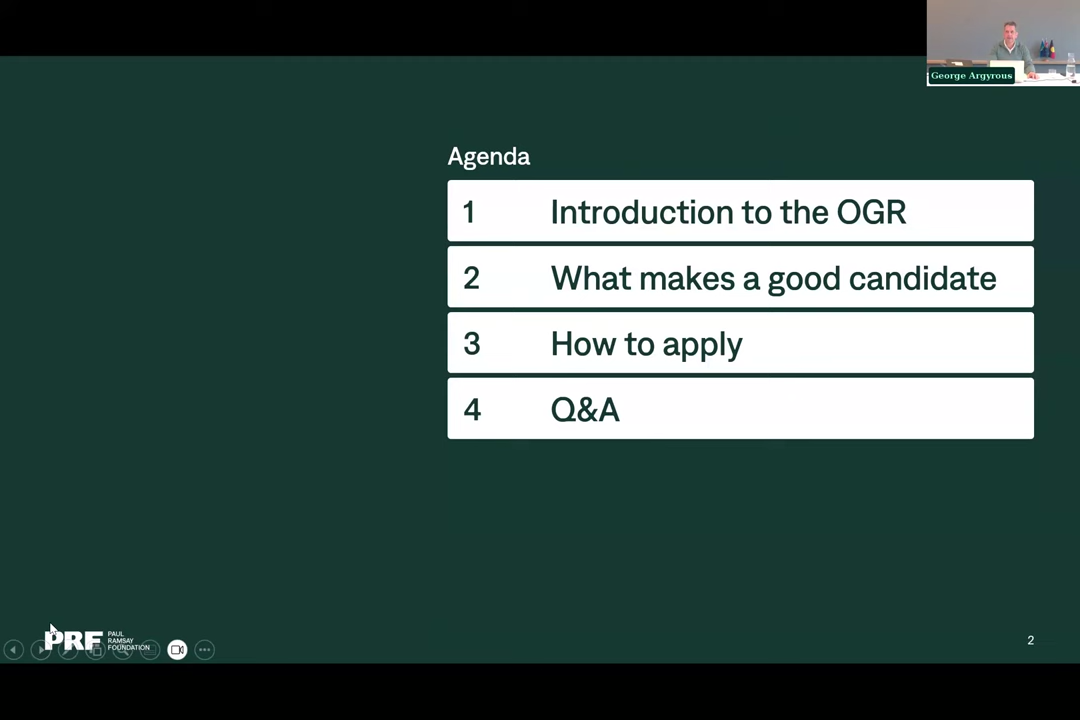 George Argyrous
Agenda
1 Introduction to the OGR
2 What makes a good candidate
3 How to apply
4 Q&A
PRF PAUL
RAMSAY
FOUNDATION
2